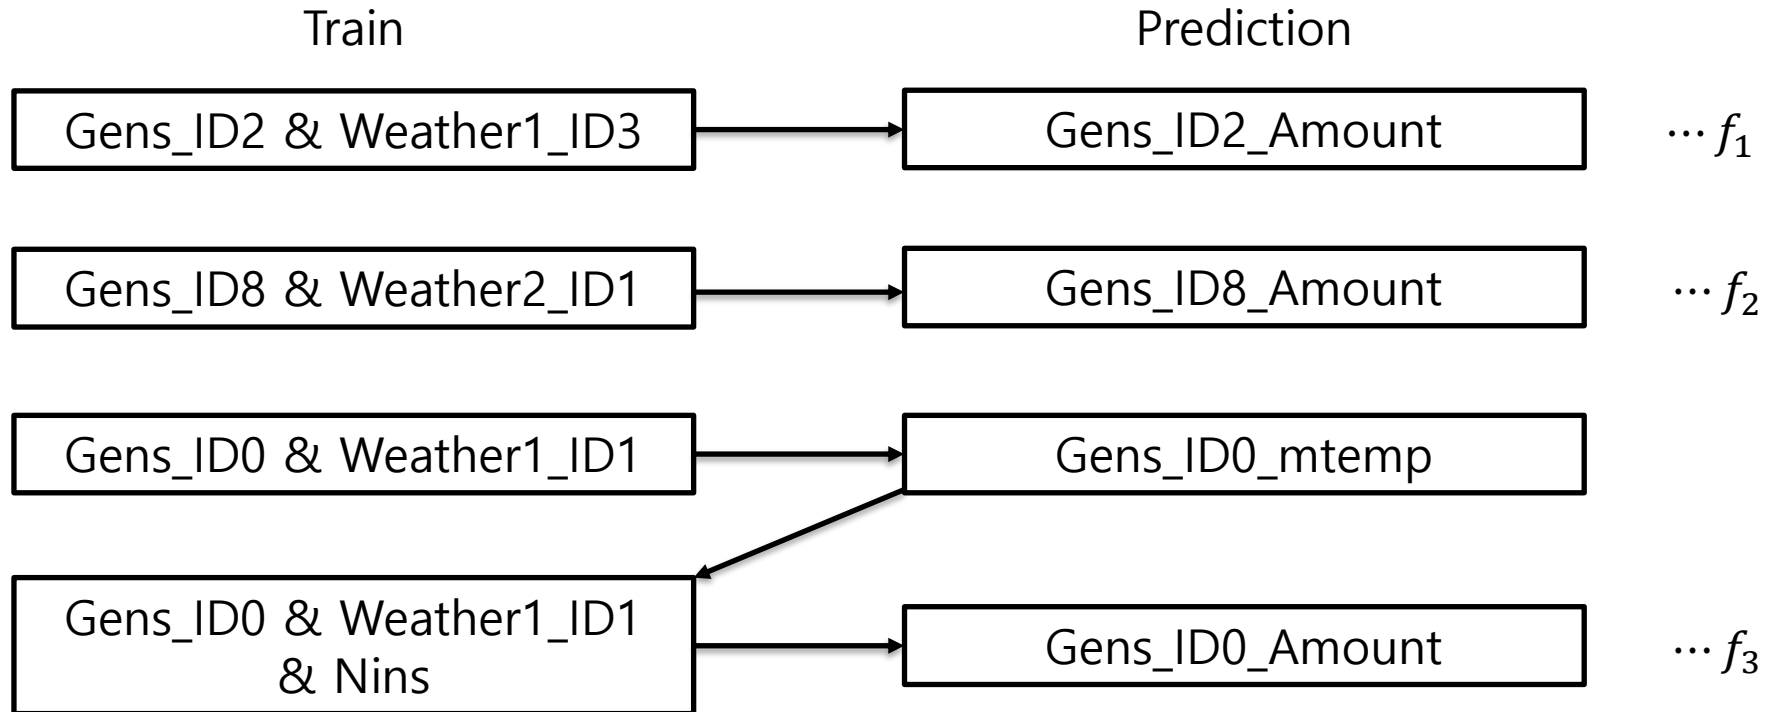 Train
Prediction
Gens_ID2 & Weather1_ID3
Gens_ID2_Amount
⋯ f₁
Gens_ID8 & Weather2_ID1
Gens_ID8_Amount
⋯ f₂
Gens_ID0 & Weather1_ID1
Gens_ID0_mtemp
Gens_ID0 & Weather1_ID1
& Nins
Gens_ID0_Amount
⋯ f₃